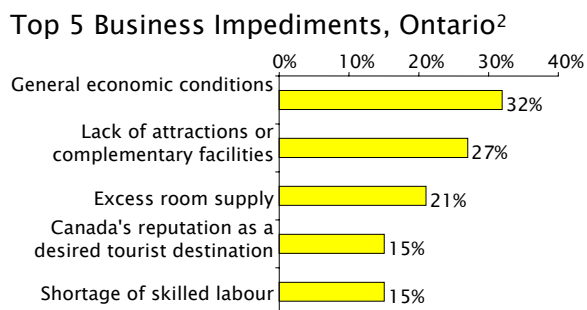 Top 5 Business Impediments, Ontario²
0% 10% 20% 30% 40%
General economic conditions
32%
Lack of attractions or
complementary facilities
27%
Excess room supply
21%
Canada's reputation as a
desired tourist destination
15%
Shortage of skilled labour
15%